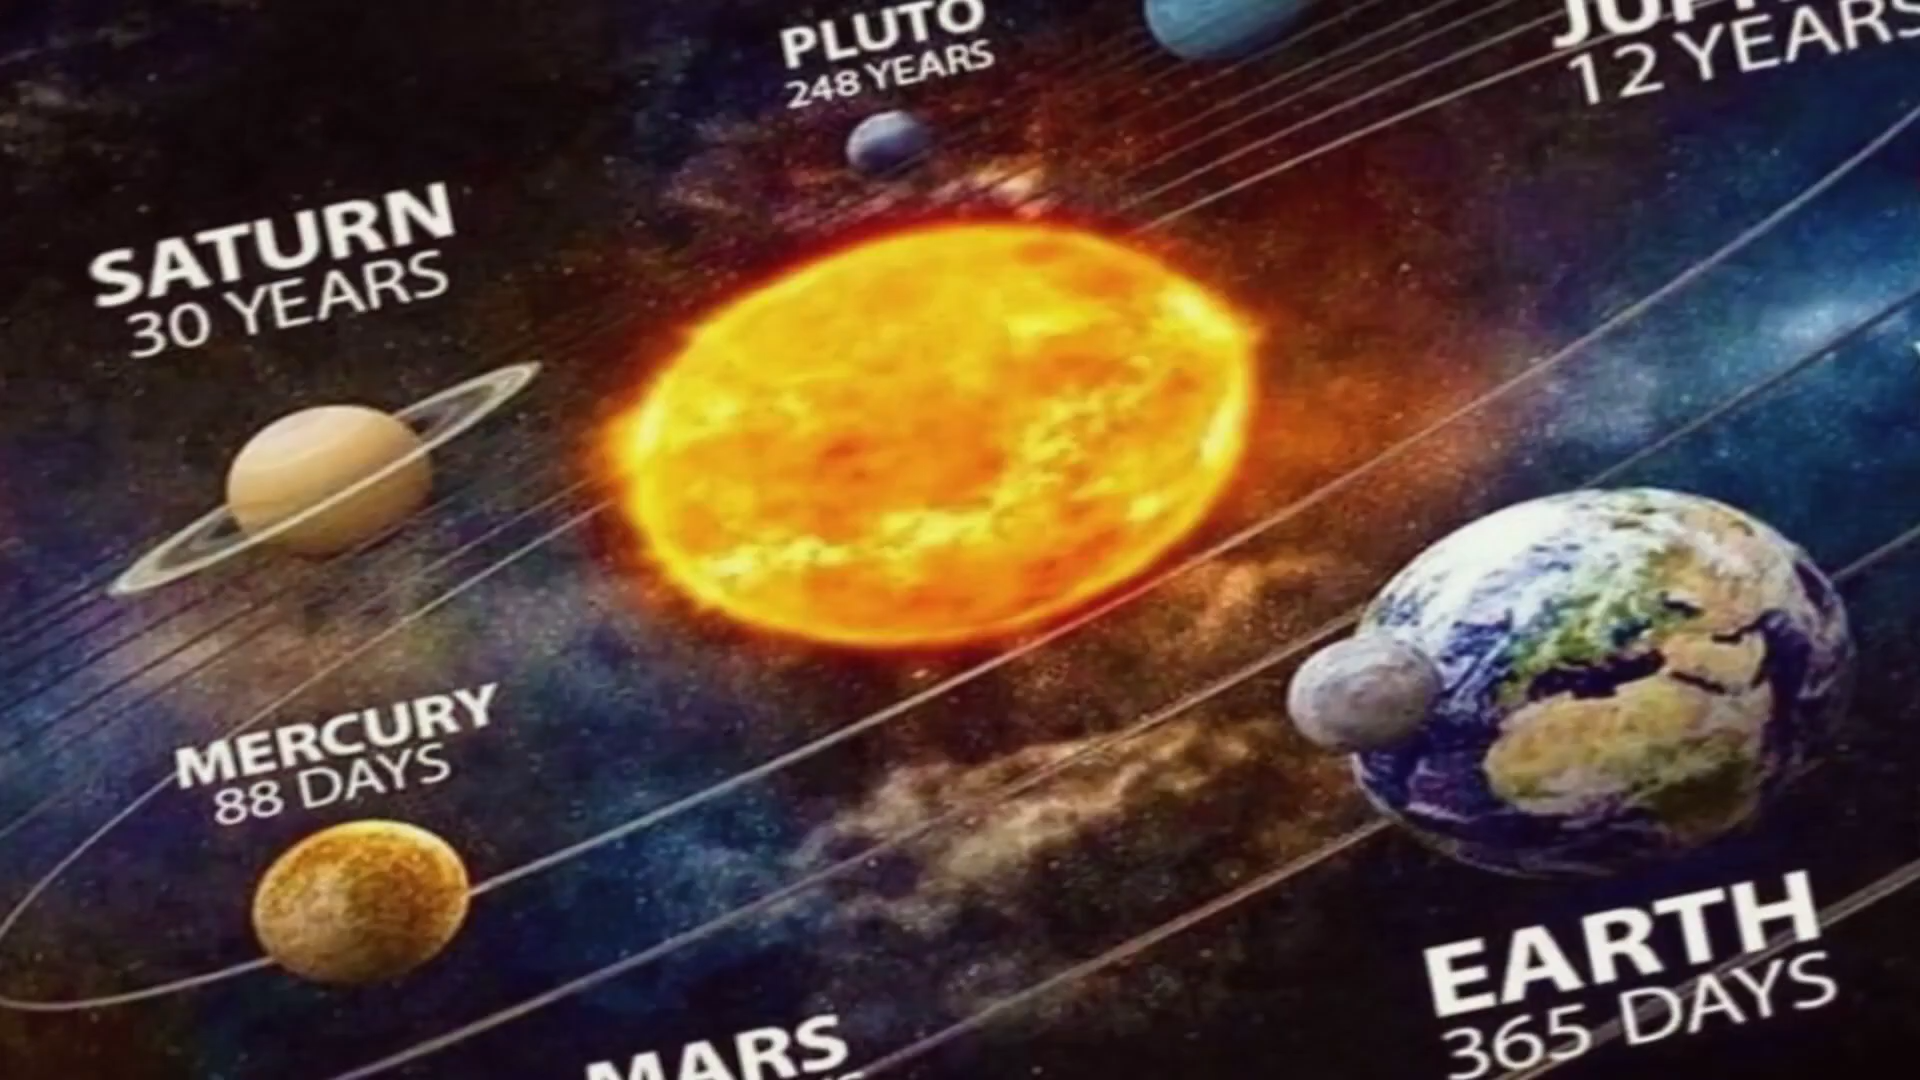 PLUTO
248 YEARS
12 YEARS
SATURN
30 YEARS
MERCURY
88 DAYS
EARTH
365 DAYS
MARS